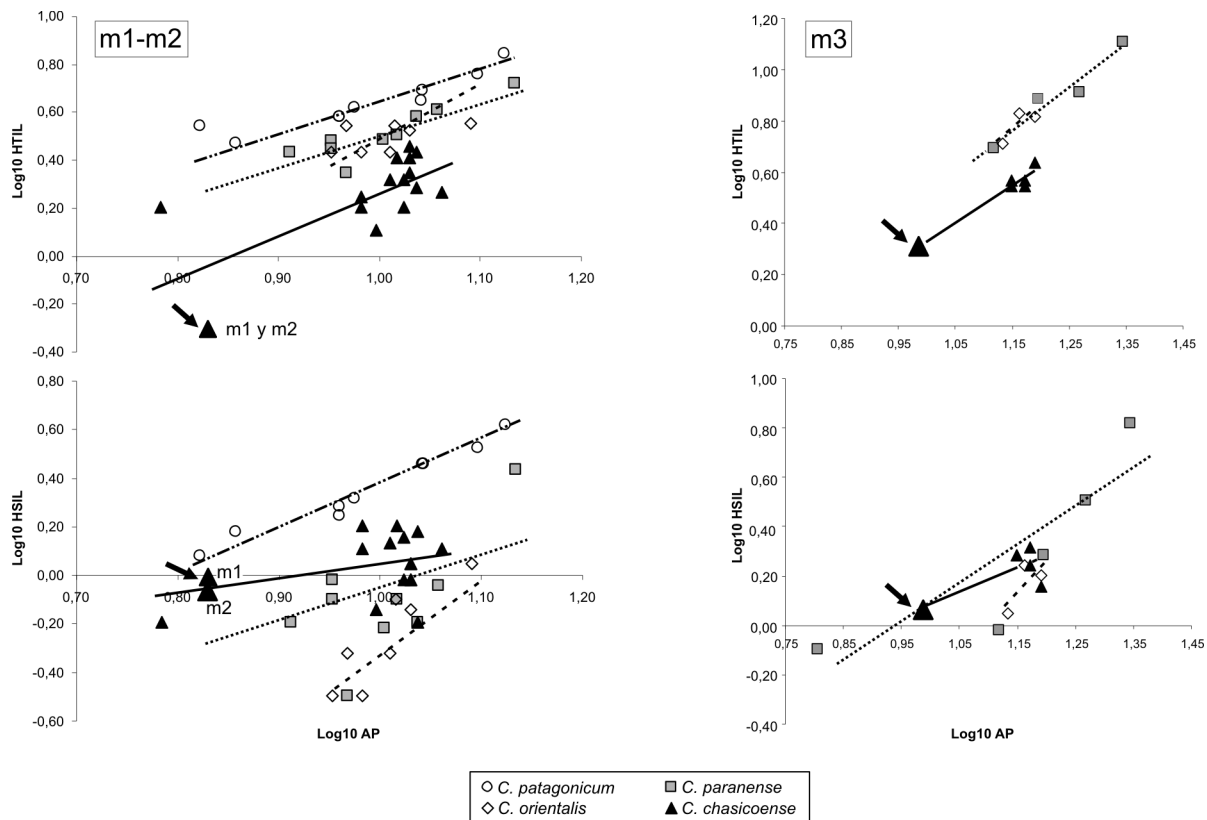 m1-m2
Log10 HTIL
1,00
0,80
0,60
0,40
0,20
0,00
-0,20
-0,40
0,70 0,80 0,90 1,00 1,10 1,20
m1 y m2
m3
Log10 HTIL
1,20
1,00
0,80
0,60
0,40
0,20
0,00
0,75 0,85 0,95 1,05 1,15 1,25 1,35 1,45
Log10 HSIL
0,80
0,60
0,40
0,20
0,00
-0,20
-0,40
-0,60
0,70 0,80 0,90 1,00 1,10 1,20
m1
m2
Log10 AP
Log10 HSIL
1,00
0,80
0,60
0,40
0,20
0,00
-0,20
-0,40
0,75 0,85 0,95 1,05 1,15 1,25 1,35 1,45
Log10 AP
C. patagonicum C. paranense
C. orientalis C. chasicoense